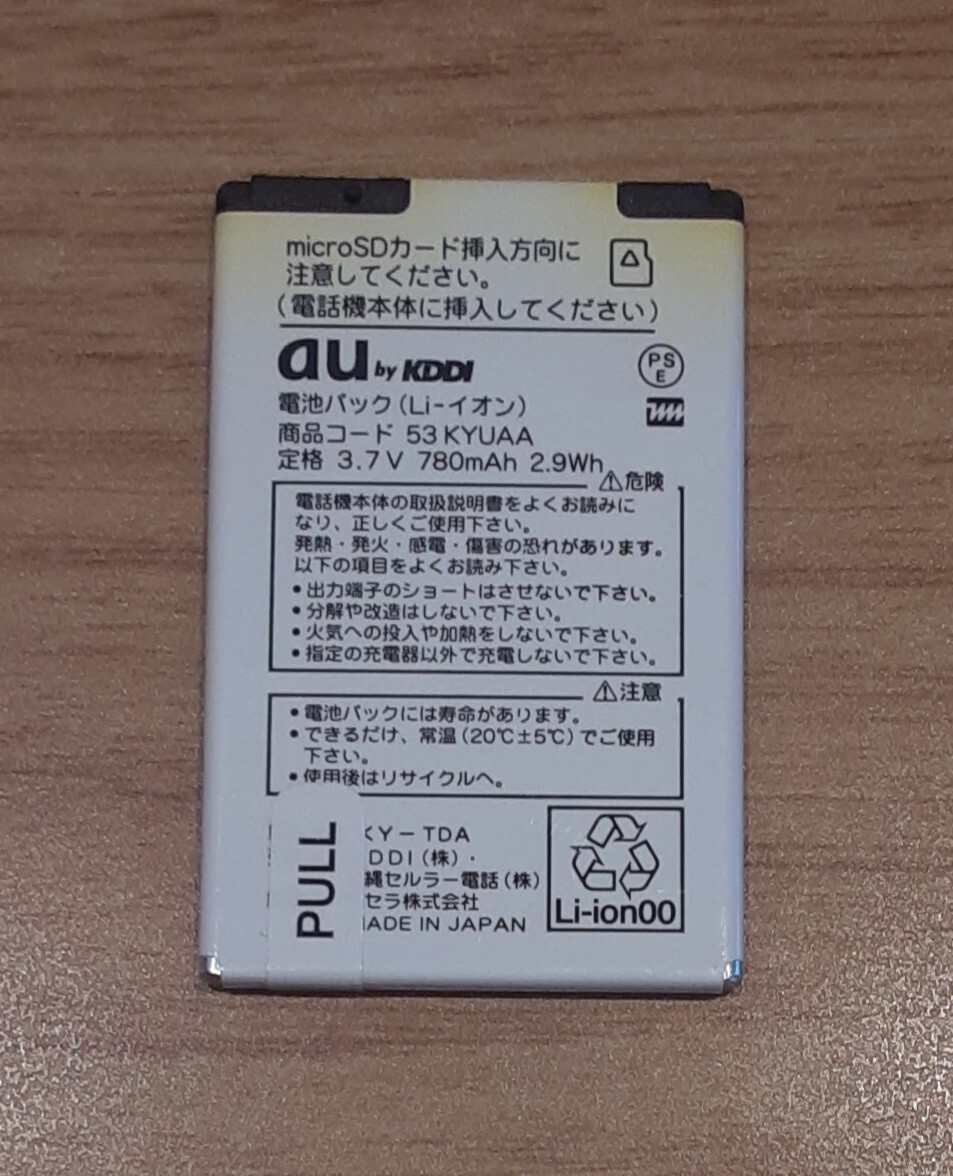 microSDカード挿入方向に
注意してください。
(電話機本体に挿入してください)
au by KDDI
PS
E
電池パック(Li-イオン)
商品コード 53KYUAA
定格 3.7V 780mAh 2.9Wh
⚠危険
電話機本体の取扱説明書をよくお読みに
なり、正しくご使用下さい。
発熱・発火・感電・傷害の恐れがあります。
以下の項目をよくお読み下さい。
•出力端子のショートはさせないで下さい。
•分解や改造はしないで下さい。
•火気への投入や加熱をしないで下さい。
•指定の充電器以外で充電しないで下さい。
⚠注意
•電池パックには寿命があります。
•できるだけ、常温(20℃±5℃)でご使用
下さい。
•使用後はリサイクルへ。
PULL
KY-TDA
DDI(株)・
縄セルラー電話(株)
セラ株式会社
ADE IN JAPAN
Li-ion00